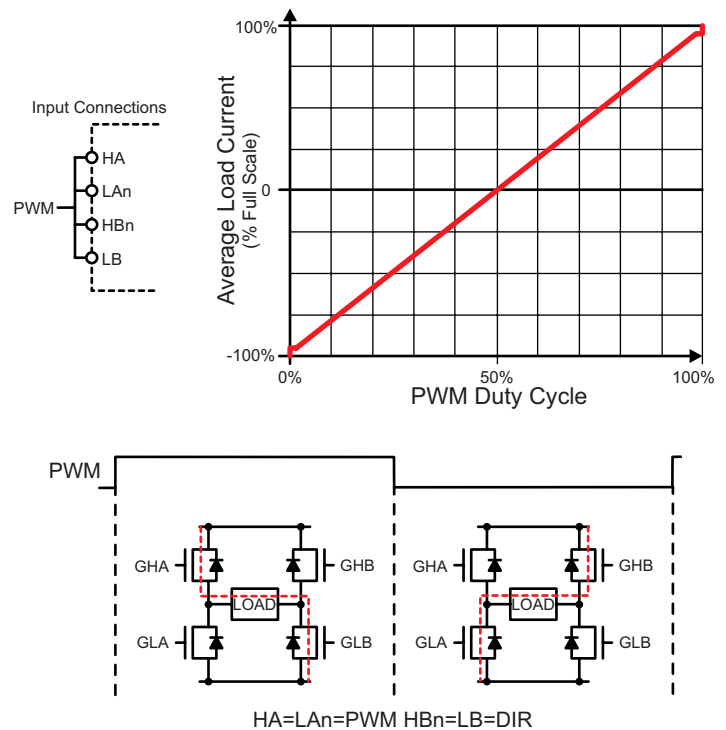 100%
0
-100%
Average Load Current
(% Full Scale)
0%
50%
100%
PWM Duty Cycle
Input Connections
PWM
HA
LAn
HBn
LB
PWM
GHA
GHB
LOAD
GLA
GLB
GHA
GHB
LOAD
GLA
GLB
HA=LAn=PWM HBn=LB=DIR